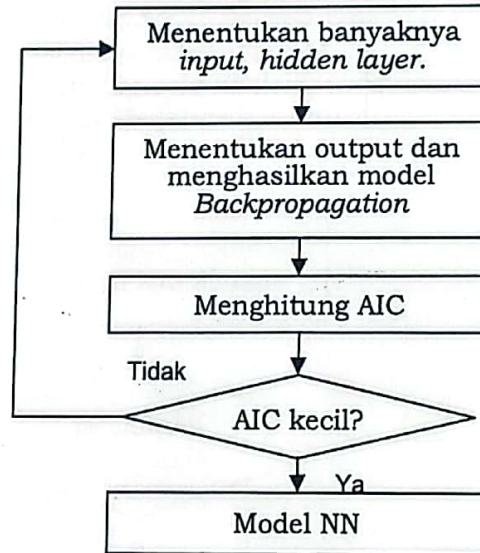 Menentukan banyaknya
input, hidden layer.
Menentukan output dan
menghasilkan model
Backpropagation
Menghitung AIC
Tidak
AIC kecil?
Ya
Model NN